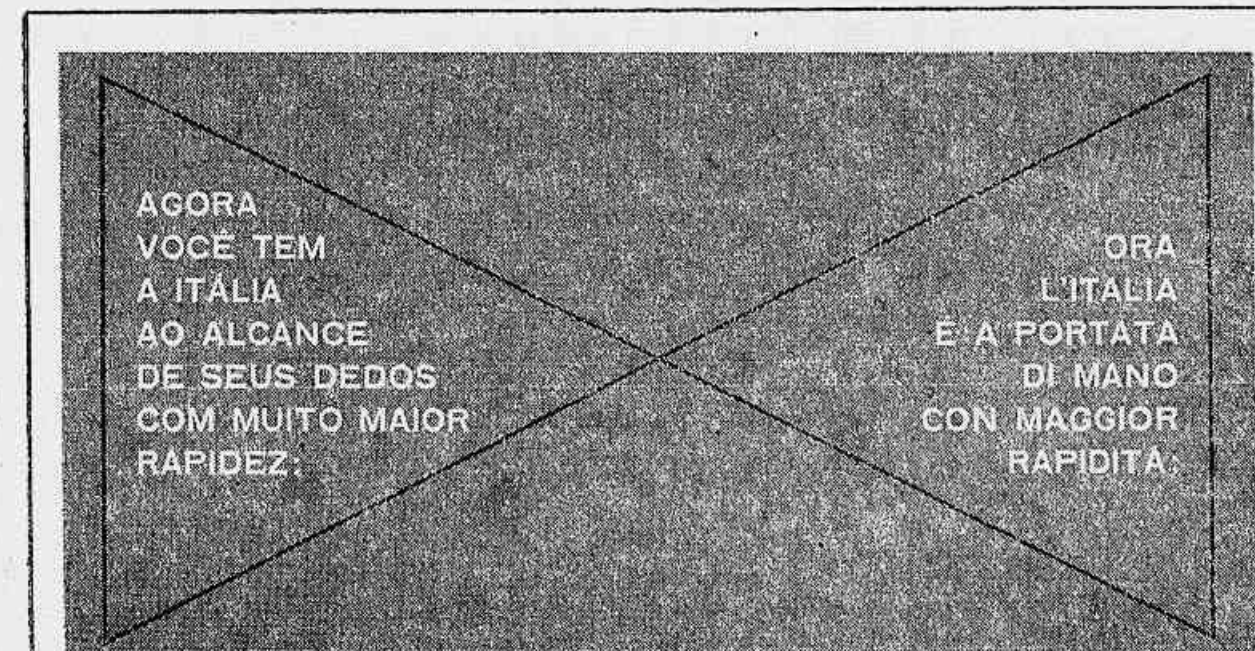 AGORA
VOCÊ TEM
A ITÁLIA
AO ALCANCE
DE SEUS DEDOS
COM MUITO MAIOR
RAPIDEZ:
ORA
L'ITALIA
É A PORTATA
DI MANO
CON MAGGIOR
RAPIDITÁ: